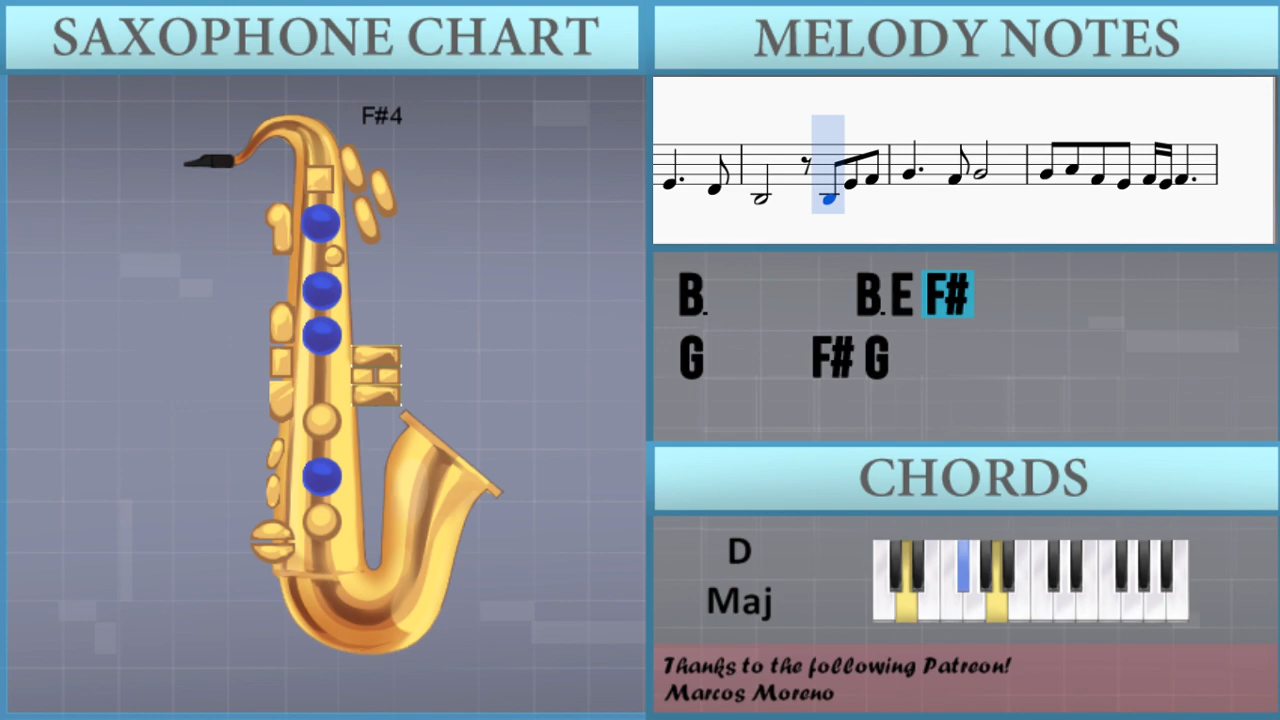 SAXOPHONE CHART
F#4
MELODY NOTES
B. B. E F#
G F# G
CHORDS
D
Maj
Thanks to the following Patreon!
Marcos Moreno